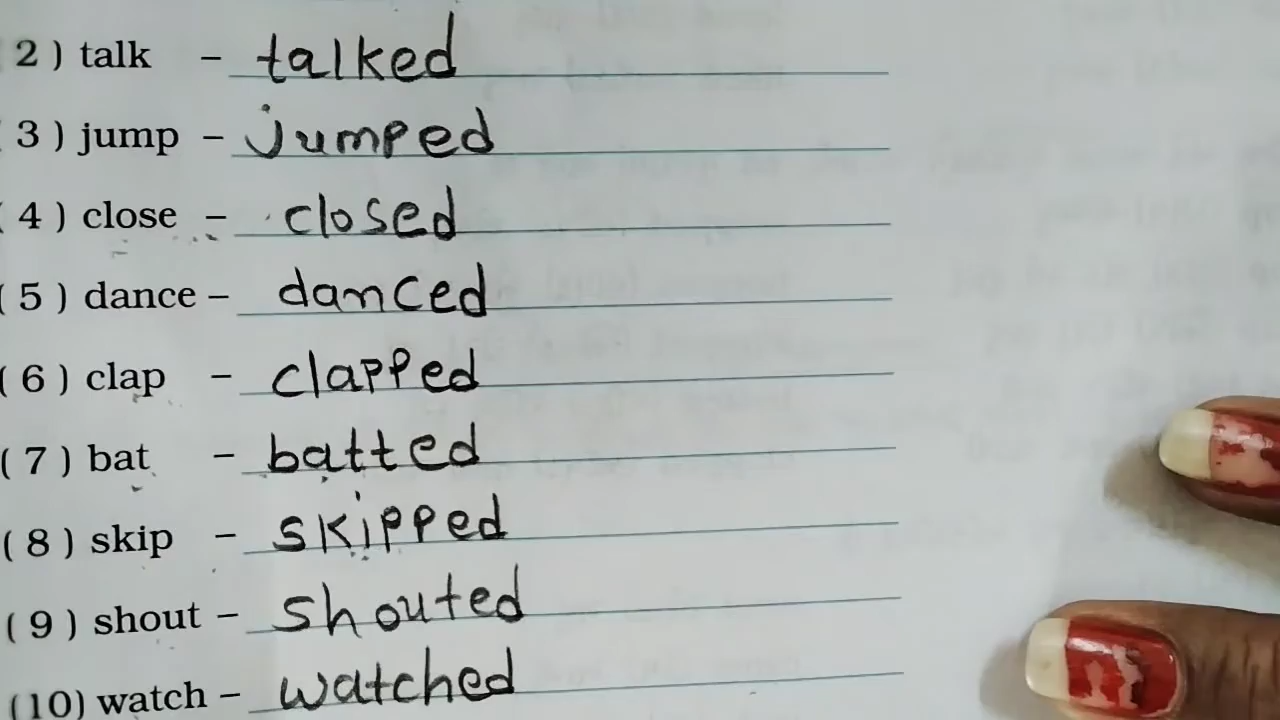 2 ) talk - talked
( 3 ) jump - jumped
( 4 ) close - closed
( 5 ) dance - danced
( 6 ) clap - clapped
( 7 ) bat - batted
( 8 ) skip - skipped
( 9 ) shout - shouted
(10) watch - watched